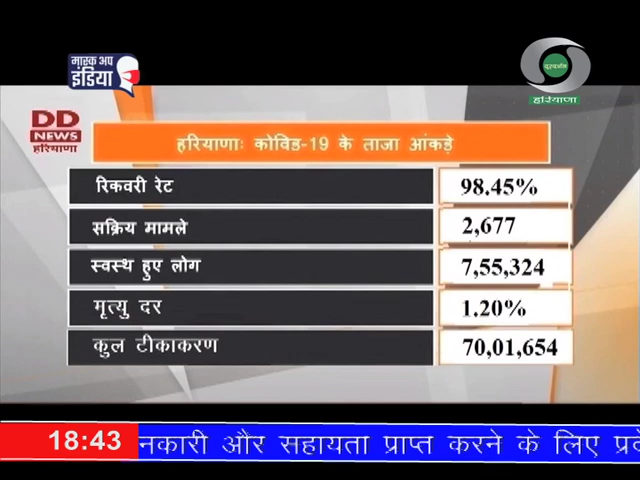 मास्क अप
इंडिया
दूरदर्शन
हरियाणा
DD
NEWS
हरियाणा
हरियाणाः कोविड-19 के ताजा आंकड़े
रिकवरी रेट 98.45%
सक्रिय मामले 2,677
स्वस्थ हुए लोग 7,55,324
मृत्यु दर 1.20%
कुल टीकाकरण 70,01,654
18:43 नकारी और सहायता प्राप्त करने के लिए प्रदे